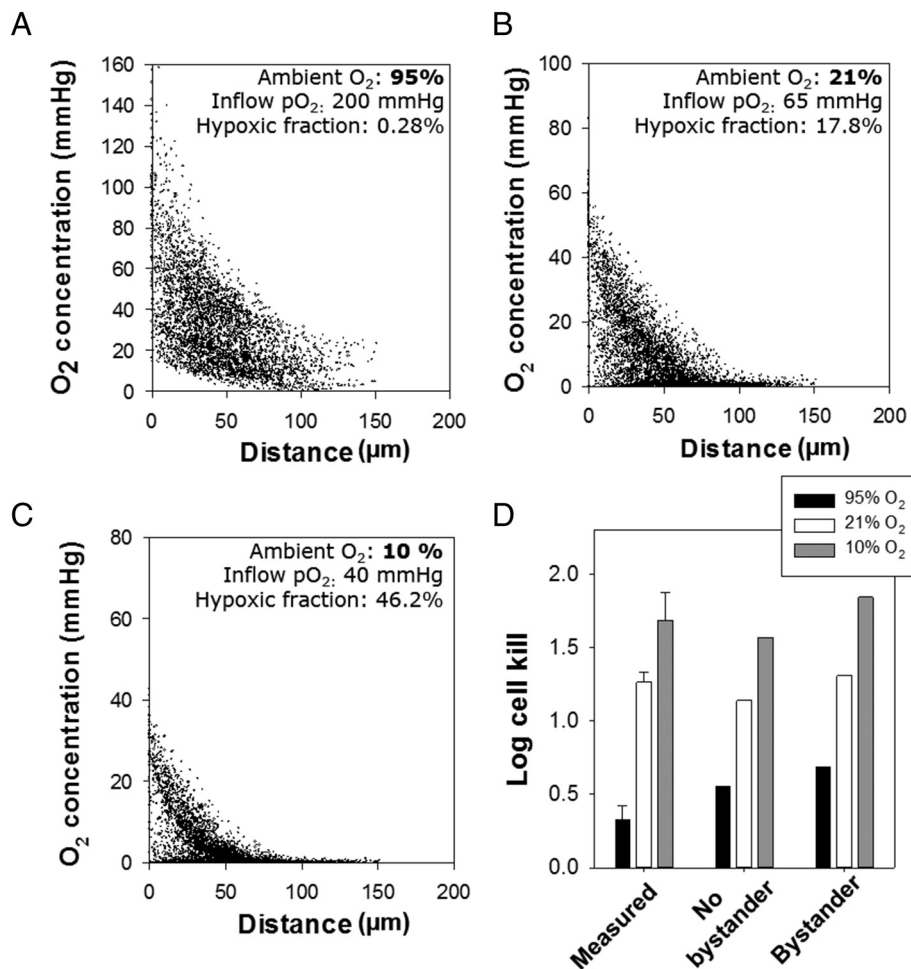 A
Ambient O₂: 95%
Inflow pO₂: 200 mmHg
Hypoxic fraction: 0.28%
O₂ concentration (mmHg)
160
140
120
100
80
60
40
20
0
0 50 100 150 200
Distance (µm)
B
Ambient O₂: 21%
Inflow pO₂: 65 mmHg
Hypoxic fraction: 17.8%
O₂ concentration (mmHg)
100
80
60
40
20
0
0 50 100 150 200
Distance (µm)
C
Ambient O₂: 10 %
Inflow pO₂: 40 mmHg
Hypoxic fraction: 46.2%
O₂ concentration (mmHg)
80
60
40
20
0
0 50 100 150 200
Distance (µm)
D
95% O₂
21% O₂
10% O₂
Log cell kill
2.0
1.5
1.0
0.5
0.0
Measured
No
bystander
Bystander